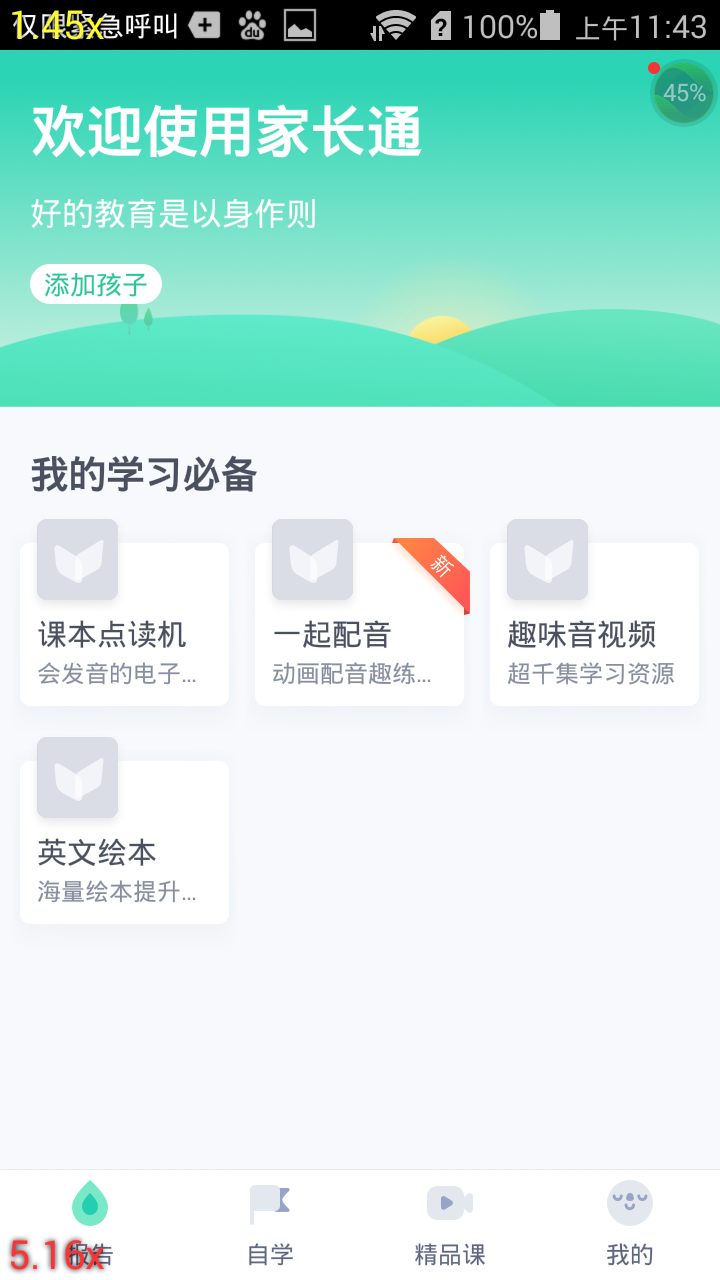 仅限紧急呼叫 100% 上午11:43
1.45x
45%
欢迎使用家长通
好的教育是以身作则
添加孩子
我的学习必备
新
课本点读机 一起配音 趣味音视频
会发音的电子... 动画配音趣练... 超千集学习资源
英文绘本
海量绘本提升...
报告 自学 精品课 我的
5.16x